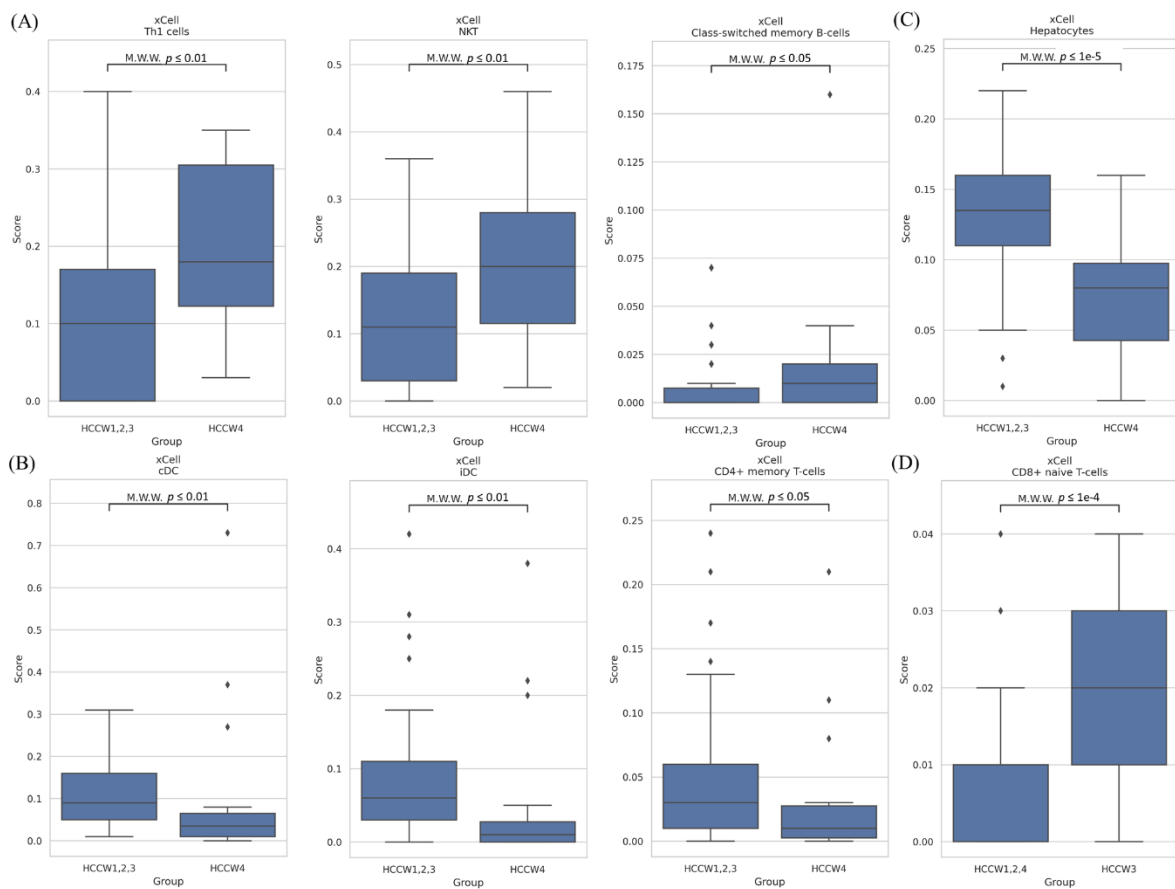 (A)
xCell
Th1 cells
M.W.W. p ≤ 0.01
0.4
0.3
0.2
0.1
0.0
Score
HCCW1,2,3
HCCW4
Group
xCell
NKT
M.W.W. p ≤ 0.01
0.5
0.4
0.3
0.2
0.1
0.0
Score
HCCW1,2,3
HCCW4
Group
xCell
Class-switched memory B-cells
M.W.W. p ≤ 0.05
0.175
0.150
0.125
0.100
0.075
0.050
0.025
0.000
Score
HCCW1,2,3
HCCW4
Group
(C)
xCell
Hepatocytes
M.W.W. p ≤ 1e-5
0.25
0.20
0.15
0.10
0.05
0.00
Score
HCCW1,2,3
HCCW4
Group
(B)
xCell
cDC
M.W.W. p ≤ 0.01
0.8
0.7
0.6
0.5
0.4
0.3
0.2
0.1
0.0
Score
HCCW1,2,3
HCCW4
Group
xCell
iDC
M.W.W. p ≤ 0.01
0.4
0.3
0.2
0.1
0.0
Score
HCCW1,2,3
HCCW4
Group
xCell
CD4+ memory T-cells
M.W.W. p ≤ 0.05
0.25
0.20
0.15
0.10
0.05
0.00
Score
HCCW1,2,3
HCCW4
Group
(D)
xCell
CD8+ naive T-cells
M.W.W. p ≤ 1e-4
0.04
0.03
0.02
0.01
0.00
Score
HCCW1,2,4
HCCW3
Group